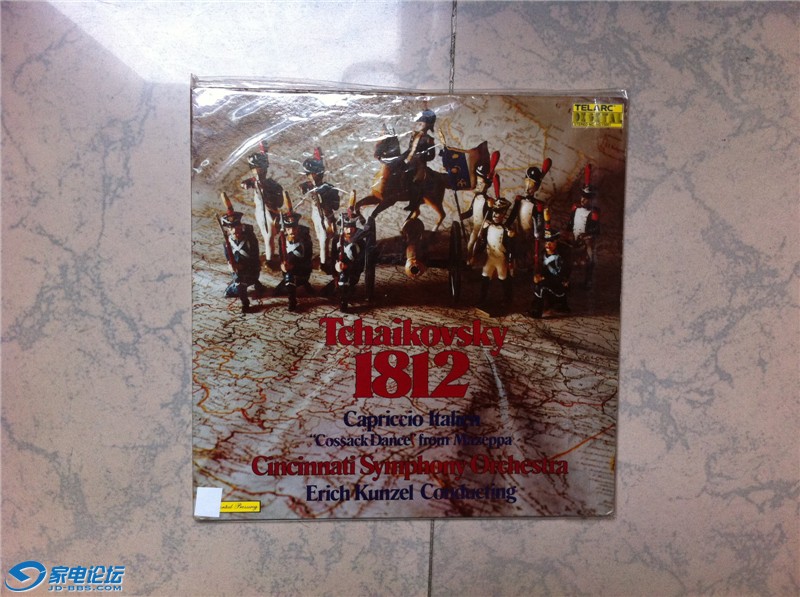 TELARC
DIGITAL
Tchaikovsky
1812
Capriccio Italien
"Cossack Dance" from Mazeppa
Cincinnati Symphony Orchestra
Erich Kunzel Conducting
Pressing
家电论坛
JD-BBS.COM